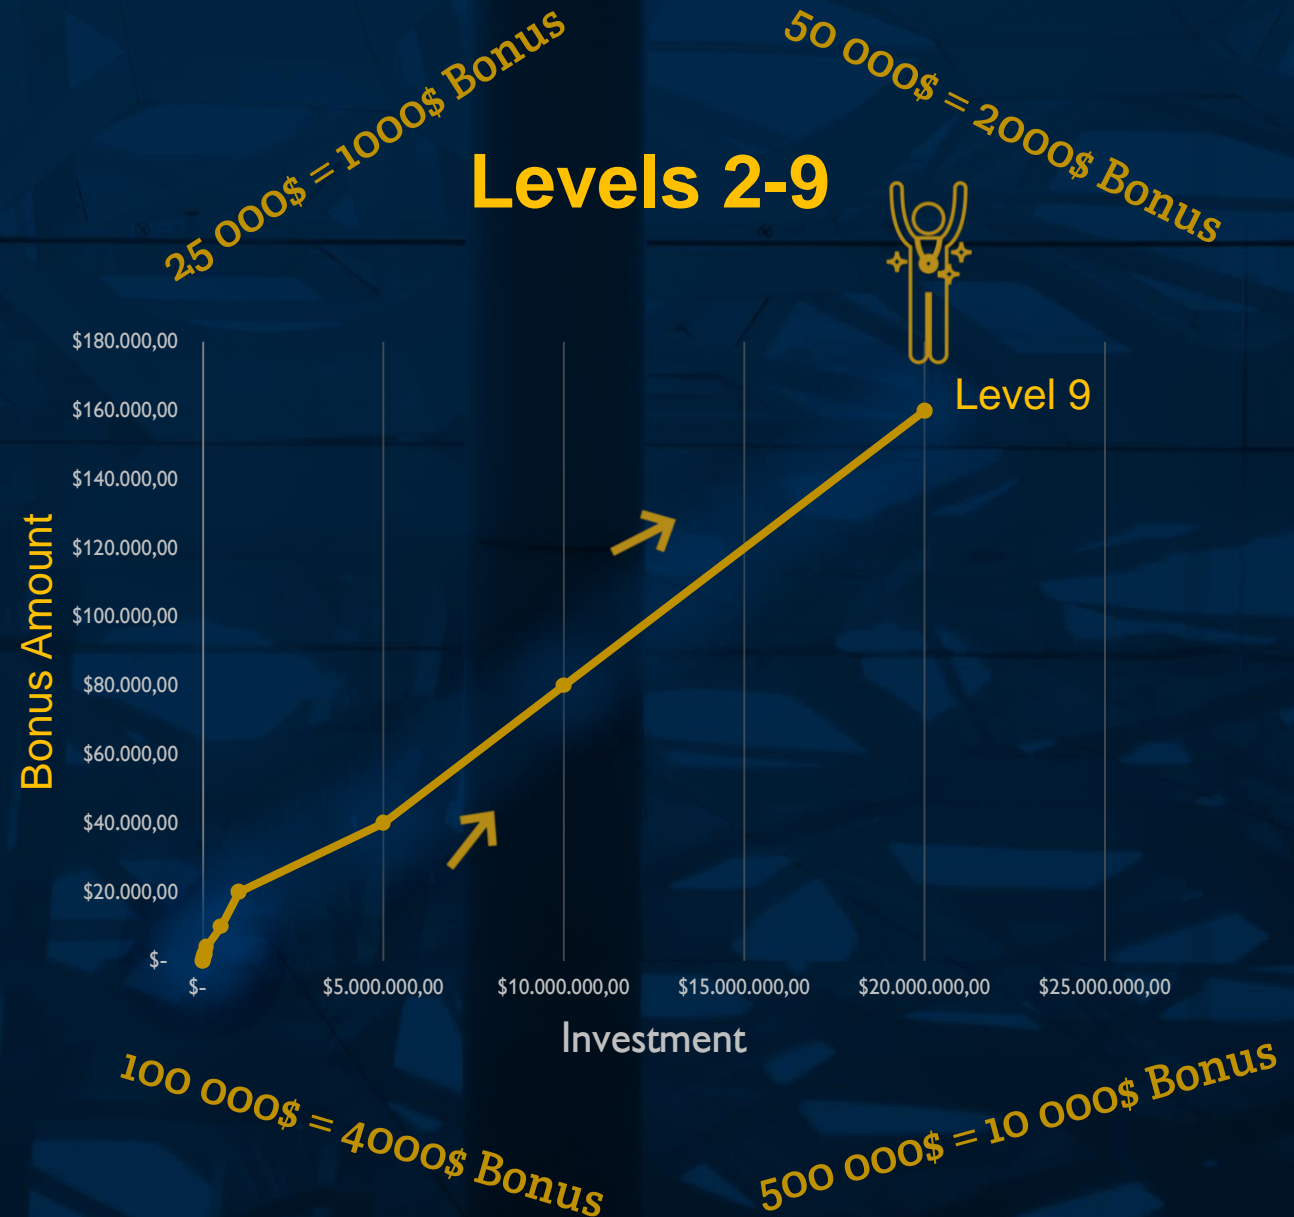 25 000$ = 1000$ Bonus
50 000$ = 2000$ Bonus
Levels 2-9
Level 9
Bonus Amount
$180.000,00
$160.000,00
$140.000,00
$120.000,00
$100.000,00
$80.000,00
$60.000,00
$40.000,00
$20.000,00
$-
$-
$5.000.000,00
$10.000.000,00
$15.000.000,00
$20.000.000,00
$25.000.000,00
Investment
100 000$ = 4000$ Bonus
500 000$ = 10 000$ Bonus